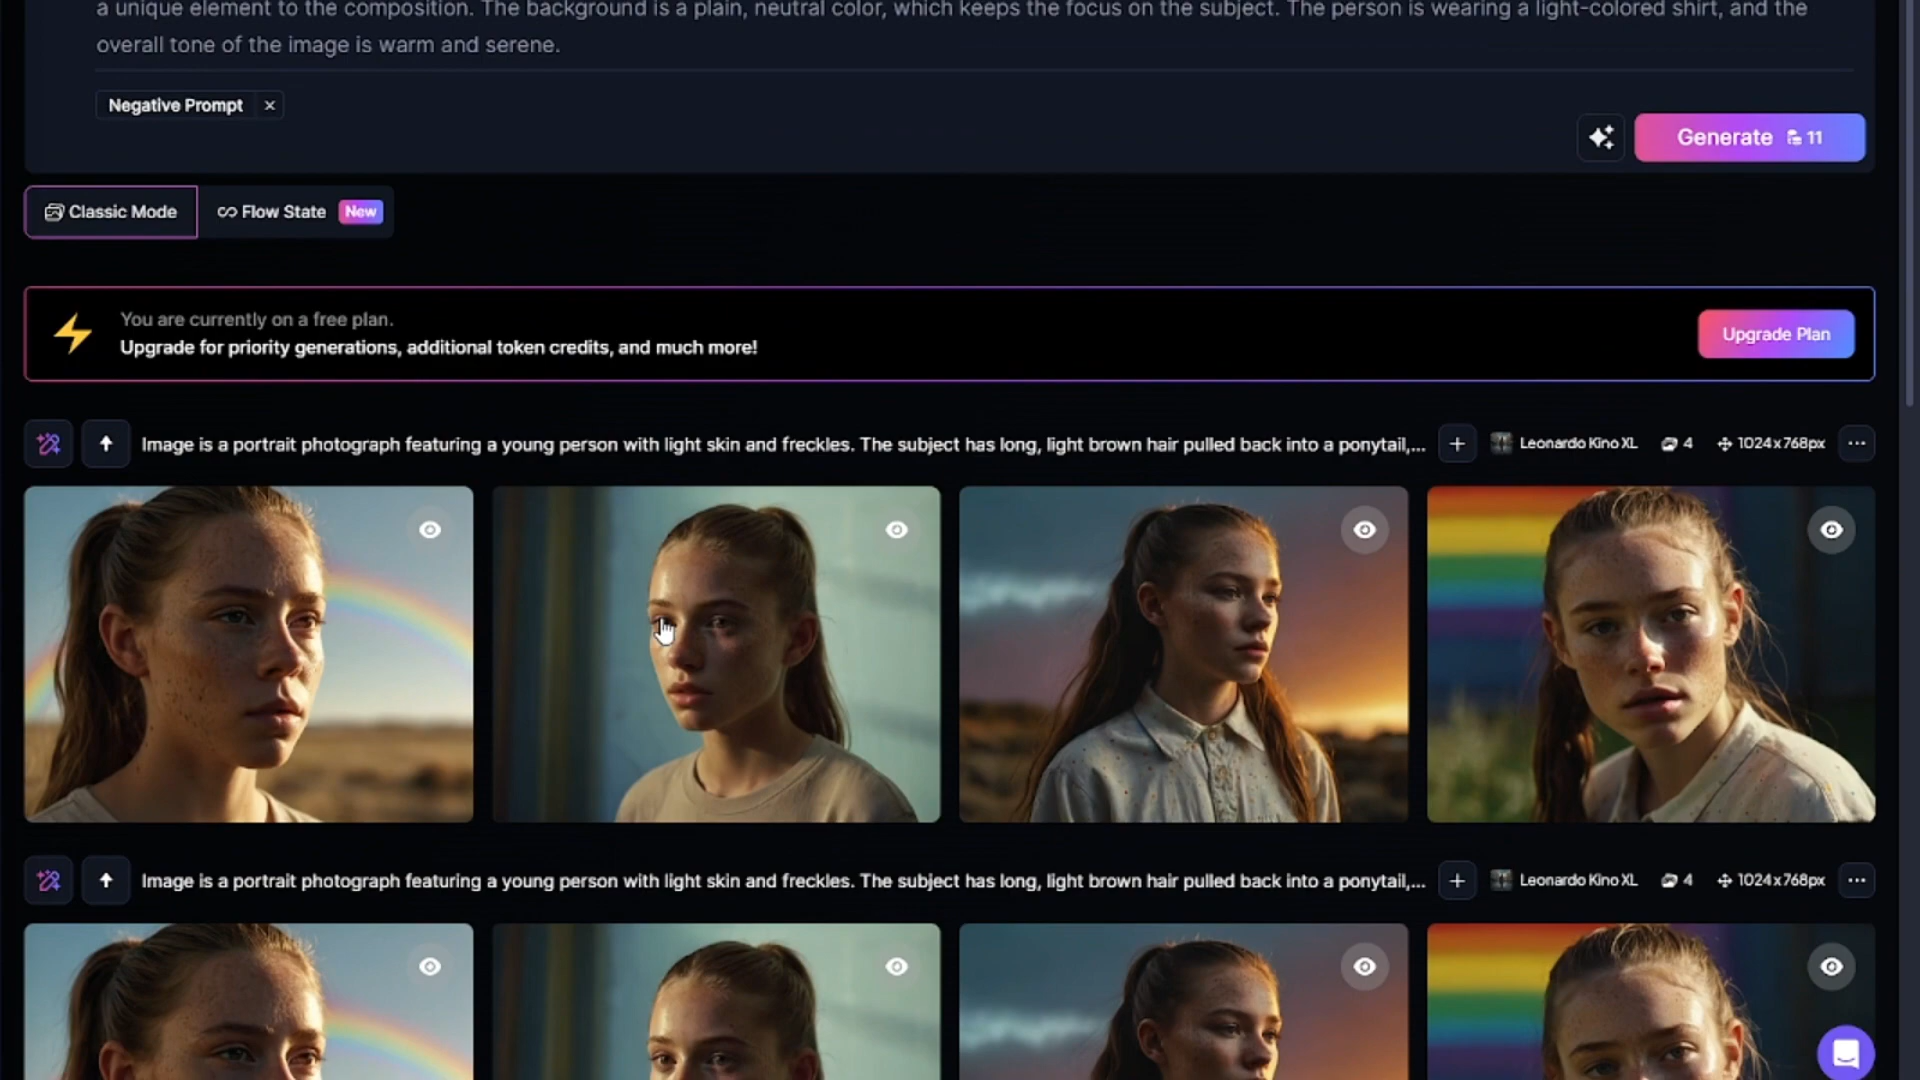 a unique element to the composition. The background is a plain, neutral color, which keeps the focus on the subject. The person is wearing a light-colored shirt, and the
overall tone of the image is warm and serene.
Negative Prompt ×
Generate 11
Classic Mode
Flow State New
You are currently on a free plan.
Upgrade for priority generations, additional token credits, and much more!
Upgrade Plan
Image is a portrait photograph featuring a young person with light skin and freckles. The subject has long, light brown hair pulled back into a ponytail,... Leonardo Kino XL 4 1024x768px
Image is a portrait photograph featuring a young person with light skin and freckles. The subject has long, light brown hair pulled back into a ponytail,... Leonardo Kino XL 4 1024x768px